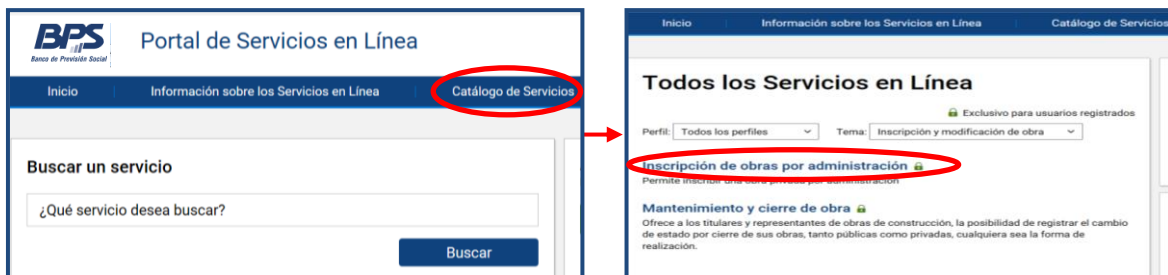 BPS
Banco de Previsión Social
Portal de Servicios en Línea
Inicio Información sobre los Servicios en Línea Catálogo de Servicios
Buscar un servicio
¿Qué servicio desea buscar?
Buscar
Inicio Información sobre los Servicios en Línea Catálogo de Servicios
Todos los Servicios en Línea
Exclusivo para usuarios registrados
Perfil: Todos los perfiles Tema: Inscripción y modificación de obra
Inscripción de obras por administración
Permite inscribir una obra privada por administración
Mantenimiento y cierre de obra
Ofrece a los titulares y representantes de obras de construcción, la posibilidad de registrar el cambio
de estado por cierre de sus obras, tanto públicas como privadas, cualquiera sea la forma de
realización.